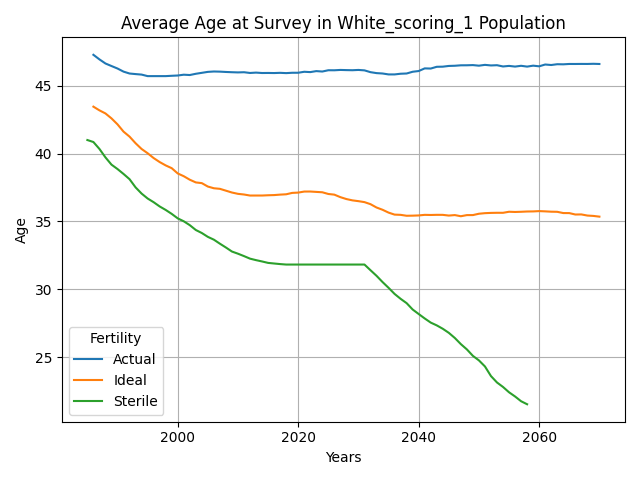 Average Age at Survey in White_scoring_1 Population
Age
45
40
35
30
25
Fertility
Actual
Ideal
Sterile
2000
2020
2040
2060
Years